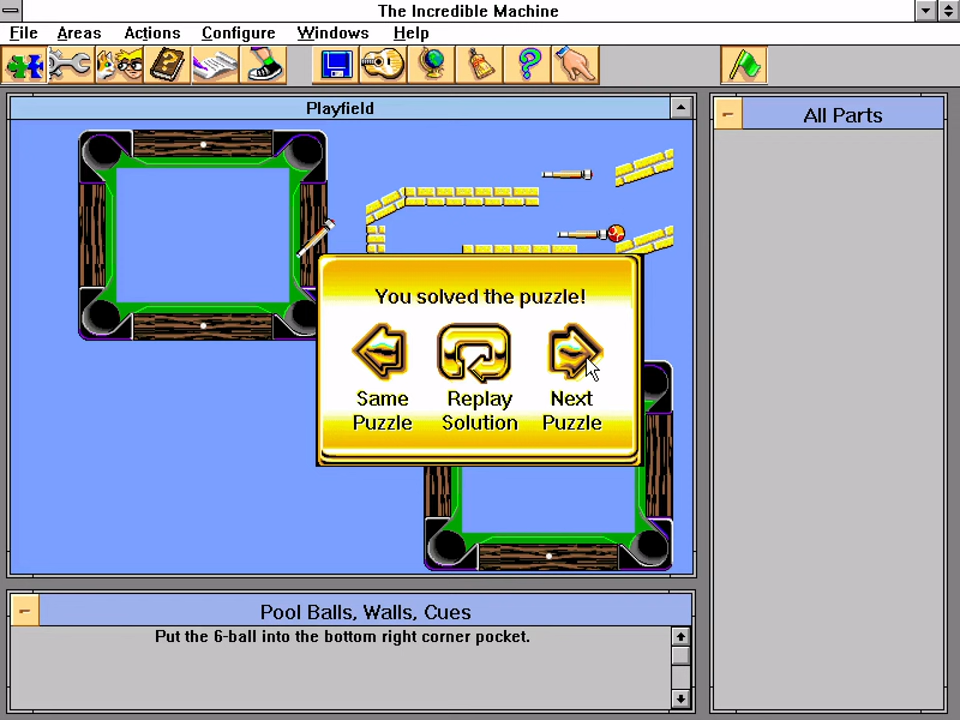 The Incredible Machine
File Areas Actions Configure Windows Help
Playfield
All Parts
You solved the puzzle!
Same Puzzle
Replay Solution
Next Puzzle
Pool Balls, Walls, Cues
Put the 6-ball into the bottom right corner pocket.